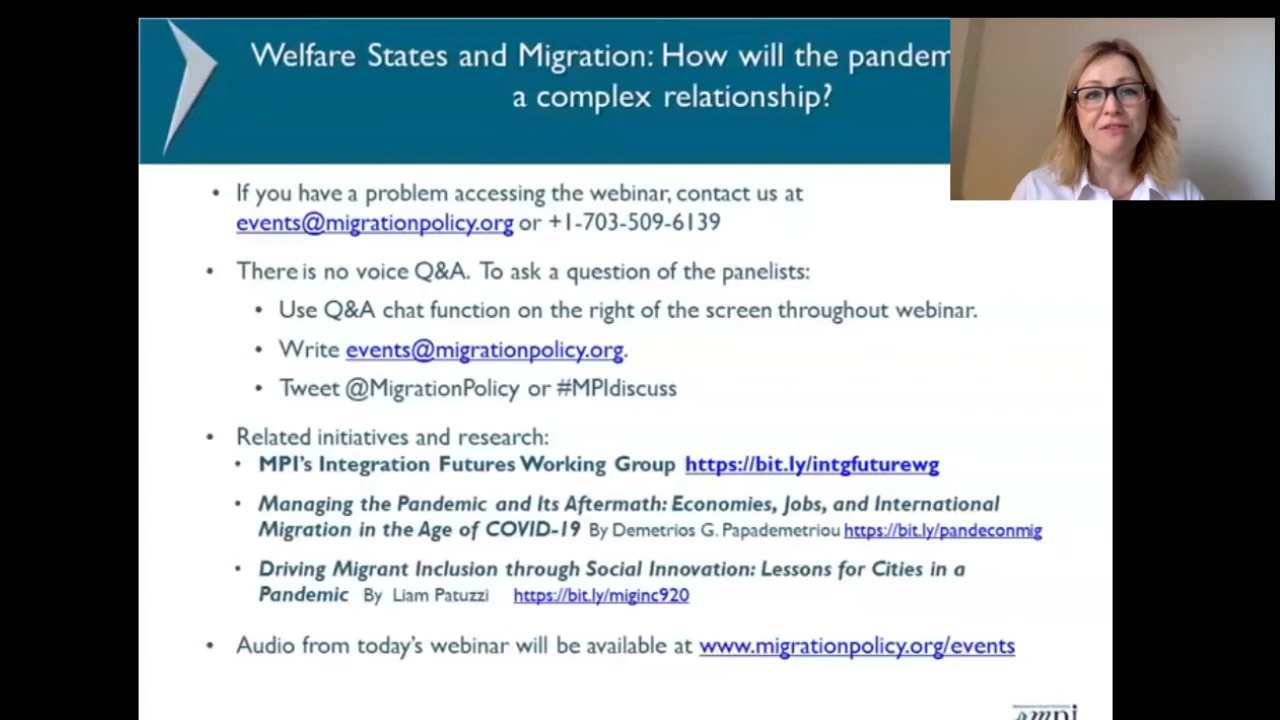 Welfare States and Migration: How will the pandem
a complex relationship?
• If you have a problem accessing the webinar, contact us at
events@migrationpolicy.org or +1-703-509-6139
• There is no voice Q&A. To ask a question of the panelists:
• Use Q&A chat function on the right of the screen throughout webinar.
• Write events@migrationpolicy.org.
• Tweet @MigrationPolicy or #MPIdiscuss
• Related initiatives and research:
• MPI's Integration Futures Working Group https://bit.ly/intgfuturewg
• Managing the Pandemic and Its Aftermath: Economies, Jobs, and International
Migration in the Age of COVID-19 By Demetrios G. Papademetriou https://bit.ly/pandeconmig
• Driving Migrant Inclusion through Social Innovation: Lessons for Cities in a
Pandemic By Liam Patuzzi https://bit.ly/miginc920
• Audio from today's webinar will be available at www.migrationpolicy.org/events